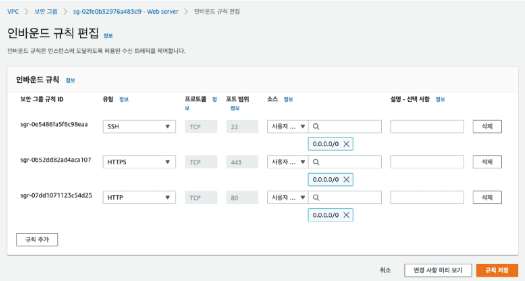 VPC > 보안 그룹 > sg-02fe0b32976a483c9 - Web server > 인바운드 규칙 편집
인바운드 규칙 편집 정보
인바운드 규칙은 인스턴스에 도달하도록 허용된 수신 트래픽을 제어합니다.
인바운드 규칙 정보
보안 그룹 규칙 ID 유형 정보 프로토콜 정보 포트 범위 정보 소스 정보 설명 - 선택 사항 정보
sgr-0e5486fa5f6c98eaa SSH TCP 22 사용자 ... 삭제
0.0.0.0/0
sgr-0b52dd82ad4aca107 HTTPS TCP 443 사용자 ... 삭제
0.0.0.0/0
sgr-07dd1071123c54d25 HTTP TCP 80 사용자 ... 삭제
0.0.0.0/0
규칙 추가
취소 변경 사항 미리 보기 규칙 저장